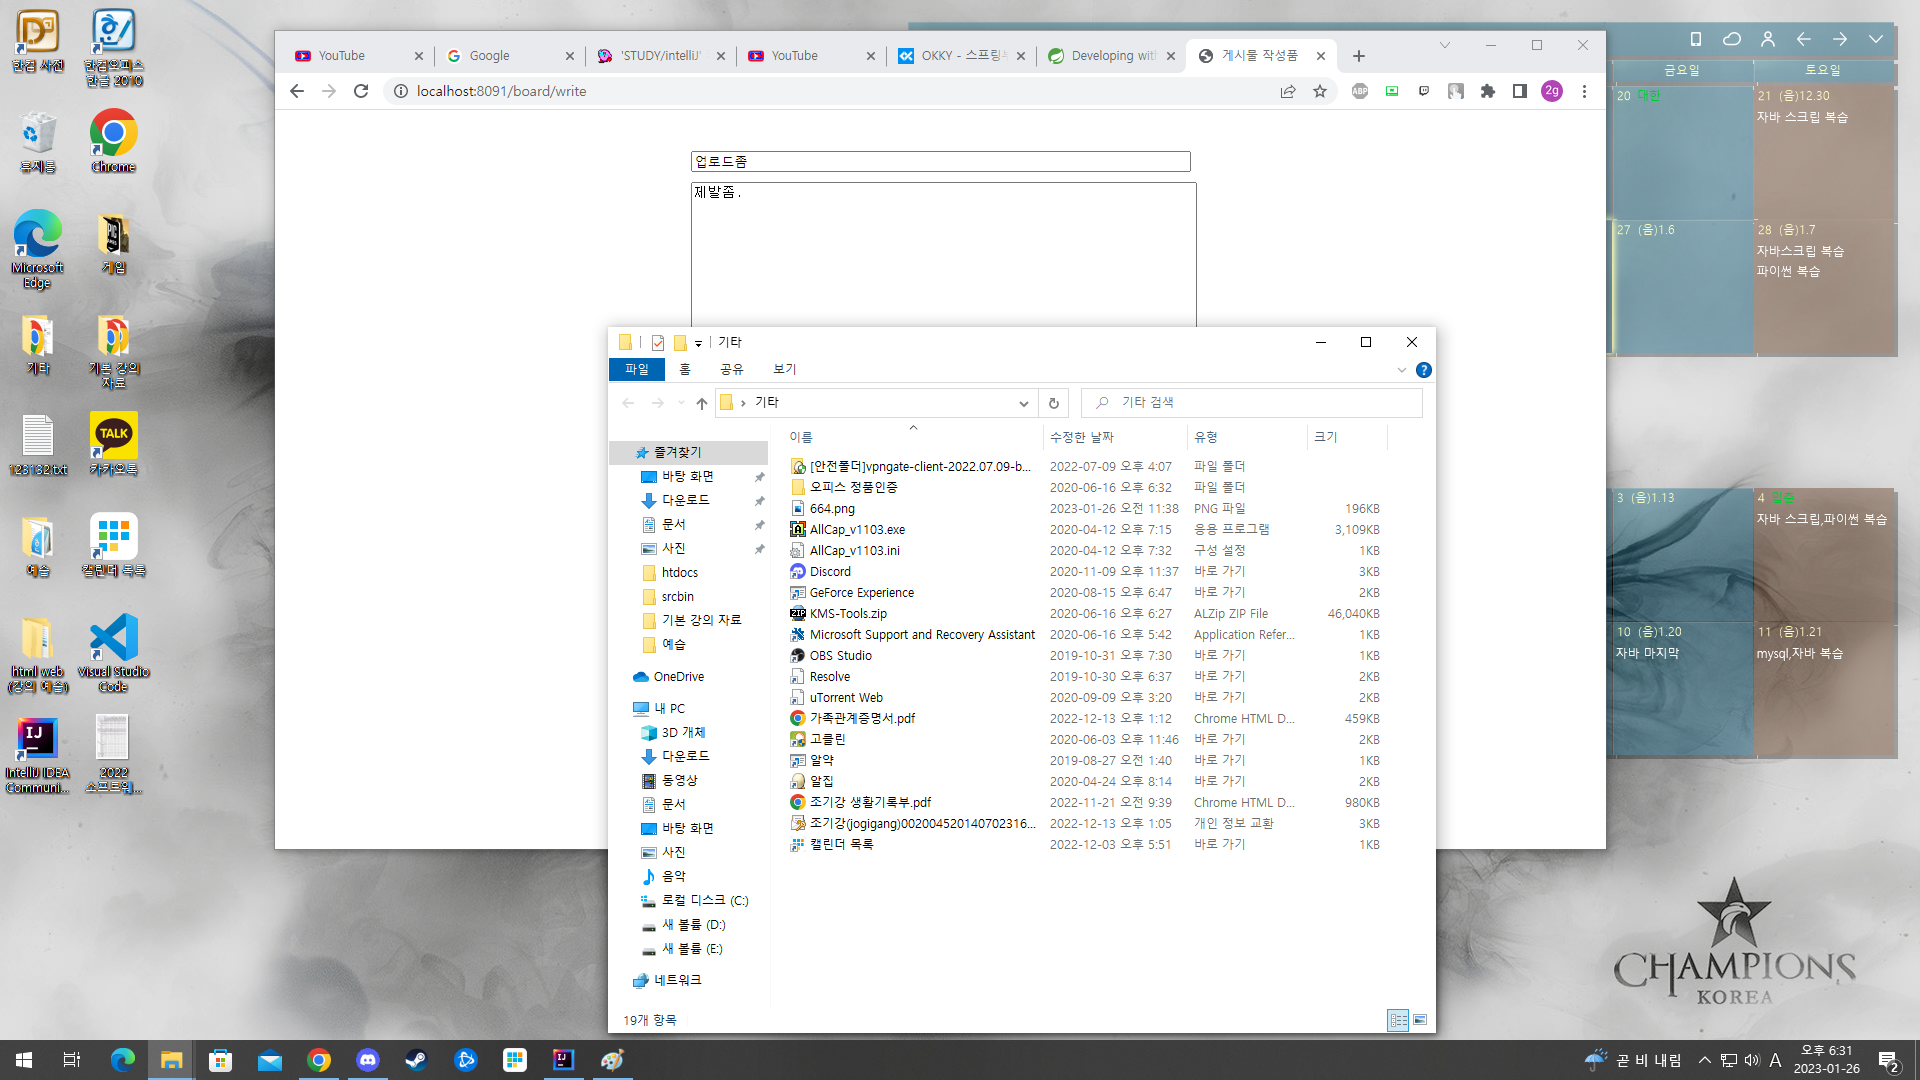 한컴 사전
한컴오피스
한글 2010
휴지통
Chrome
Microsoft
Edge
게임
기타
기본 강의
자료
123132.txt
TALK
카카오톡
예습
캘린더 목록
html web
(강의 예습)
Visual Studio
Code
IJ
IntelliJ IDEA
Communi...
2022
소프트웨...
YouTube
Google
'STUDY/intelliJ'
YouTube
OKKY - 스프링부
Developing with
게시물 작성폼
localhost:8091/board/write
ABP
2g
업로드좀
제발좀.
기타
파일
홈
공유
보기
기타
기타 검색
이름
수정한 날짜
유형
크기
즐겨찾기
바탕 화면
다운로드
문서
사진
htdocs
srcbin
기본 강의 자료
예습
OneDrive
내 PC
3D 개체
다운로드
동영상
문서
바탕 화면
사진
음악
로컬 디스크 (C:)
새 볼륨 (D:)
새 볼륨 (E:)
네트워크
[안전폴더]vpngate-client-2022.07.09-b... 2022-07-09 오후 4:07 파일 폴더
오피스 정품인증 2020-06-16 오후 6:32 파일 폴더
664.png 2023-01-26 오전 11:38 PNG 파일 196KB
AllCap_v1103.exe 2020-04-12 오후 7:15 응용 프로그램 3,109KB
AllCap_v1103.ini 2020-04-12 오후 7:32 구성 설정 1KB
Discord 2020-11-09 오후 11:37 바로 가기 3KB
GeForce Experience 2020-08-15 오후 6:47 바로 가기 2KB
KMS-Tools.zip 2020-06-16 오후 6:27 ALZip ZIP File 46,040KB
Microsoft Support and Recovery Assistant 2020-06-16 오후 5:42 Application Refer... 1KB
OBS Studio 2019-10-31 오후 7:30 바로 가기 1KB
Resolve 2019-10-30 오후 6:37 바로 가기 2KB
uTorrent Web 2020-09-09 오후 3:20 바로 가기 2KB
가족관계증명서.pdf 2022-12-13 오후 1:12 Chrome HTML D... 459KB
고클린 2020-06-03 오후 11:46 바로 가기 2KB
알약 2019-08-27 오전 1:40 바로 가기 1KB
알집 2020-04-24 오후 8:14 바로 가기 2KB
조기강 생활기록부.pdf 2022-11-21 오전 9:39 Chrome HTML D... 980KB
조기강(jogigang)002004520140702316... 2022-12-13 오후 1:05 개인 정보 교환 3KB
캘린더 목록 2022-12-03 오후 5:51 바로 가기 1KB
19개 항목
금요일
토요일
20 대한
21 (음)12.30
자바 스크립 복습
27 (음)1.6
28 (음)1.7
자바스크립 복습
파이썬 복습
3 (음)1.13
4 입춘
자바 스크립,파이썬 복습
10 (음)1.20
자바 마지막
11 (음)1.21
mysql,자바 복습
CHAMPIONS
KOREA
곧 비 내림
A
오후 6:31
2023-01-26
2